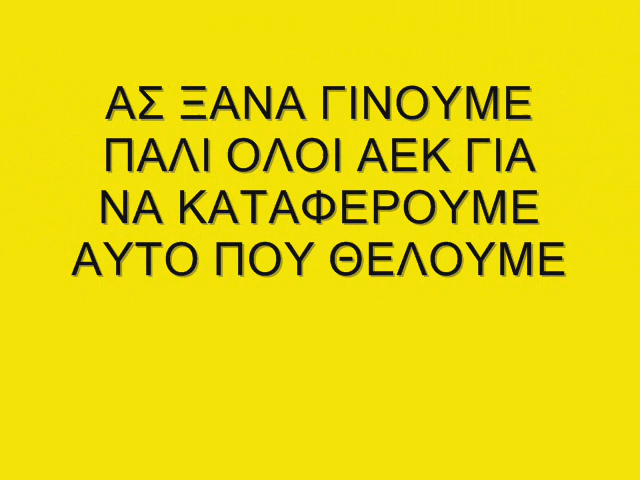 ΑΣ ΞΑΝΑ ΓΙΝΟΥΜΕ
ΠΑΛΙ ΟΛΟΙ ΑΕΚ ΓΙΑ
ΝΑ ΚΑΤΑΦΕΡΟΥΜΕ
ΑΥΤΟ ΠΟΥ ΘΕΛΟΥΜΕ